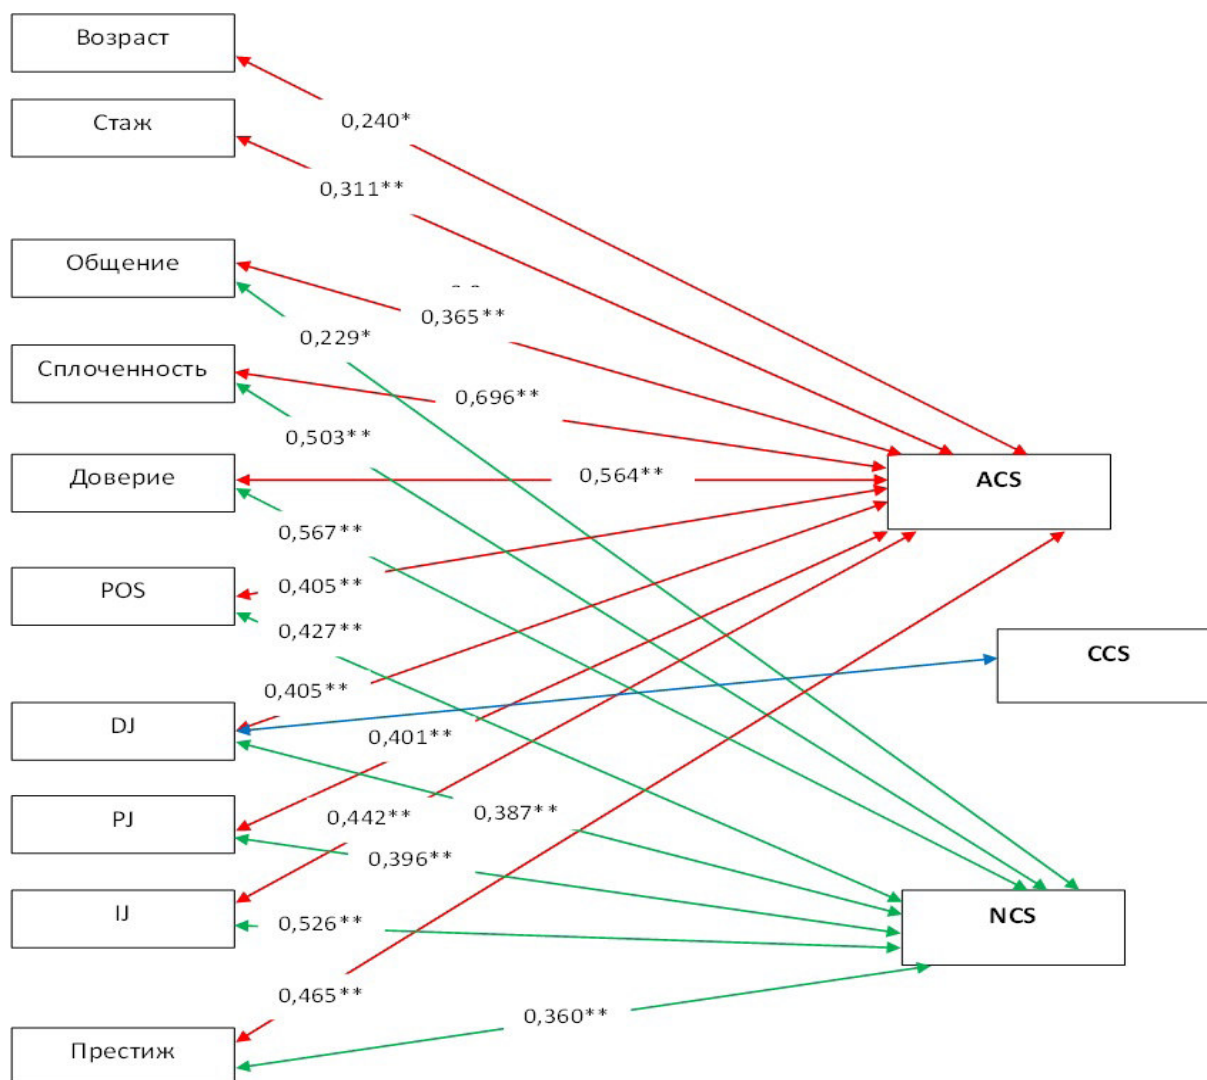 Возраст
0,240*
Стаж
0,311**
Общение
0,365**
0,229*
Сплоченность
0,696**
0,503**
Доверие
0,564**
ACS
0,567**
POS
0,405**
0,427**
CCS
0,405**
DJ
0,401**
PJ
0,442**
0,387**
0,396**
IJ
0,526**
NCS
0,465**
0,360**
Престиж